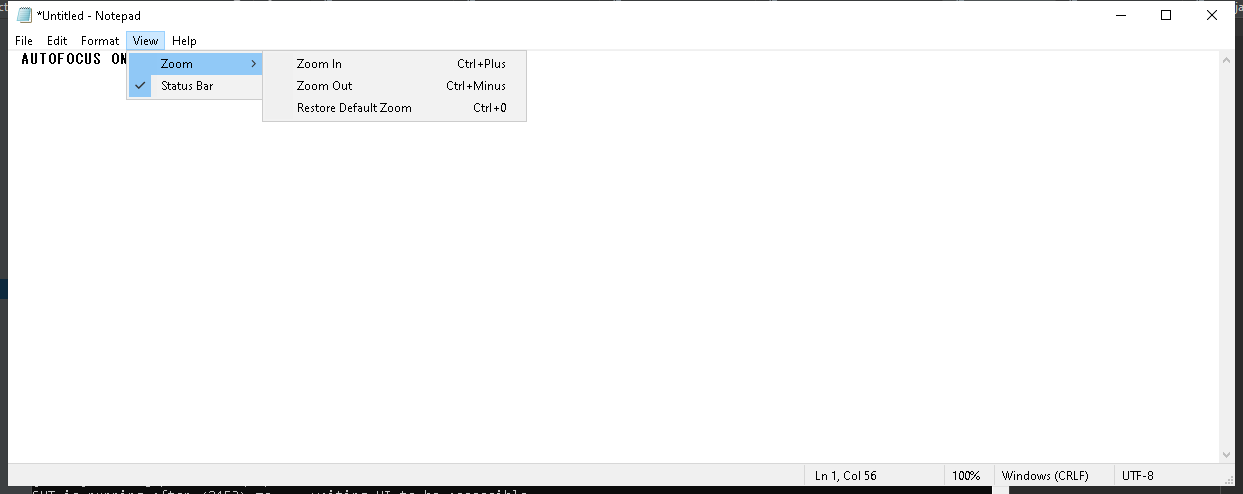 *Untitled - Notepad
File Edit Format View Help
AUTOFOCUS ON
Zoom
Status Bar
Zoom In Ctrl+Plus
Zoom Out Ctrl+Minus
Restore Default Zoom Ctrl+0
Ln 1, Col 56 100% Windows (CRLF) UTF-8